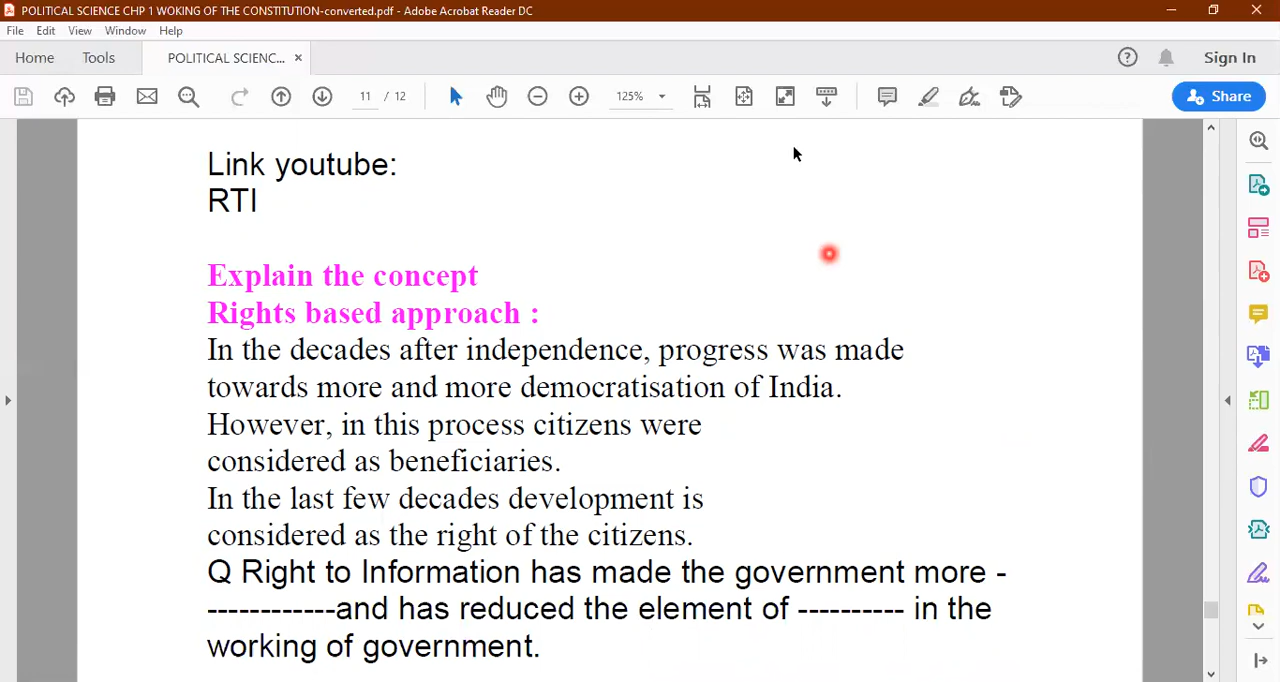 POLITICAL SCIENCE CHP 1 WOKING OF THE CONSTITUTION-converted.pdf - Adobe Acrobat Reader DC
File Edit View Window Help
Home Tools POLITICAL SCIENC... × Sign In
11 / 12 125% Share
Link youtube:
RTI
Explain the concept
Rights based approach :
In the decades after independence, progress was made
towards more and more democratisation of India.
However, in this process citizens were
considered as beneficiaries.
In the last few decades development is
considered as the right of the citizens.
Q Right to Information has made the government more -
------------and has reduced the element of ---------- in the
working of government.